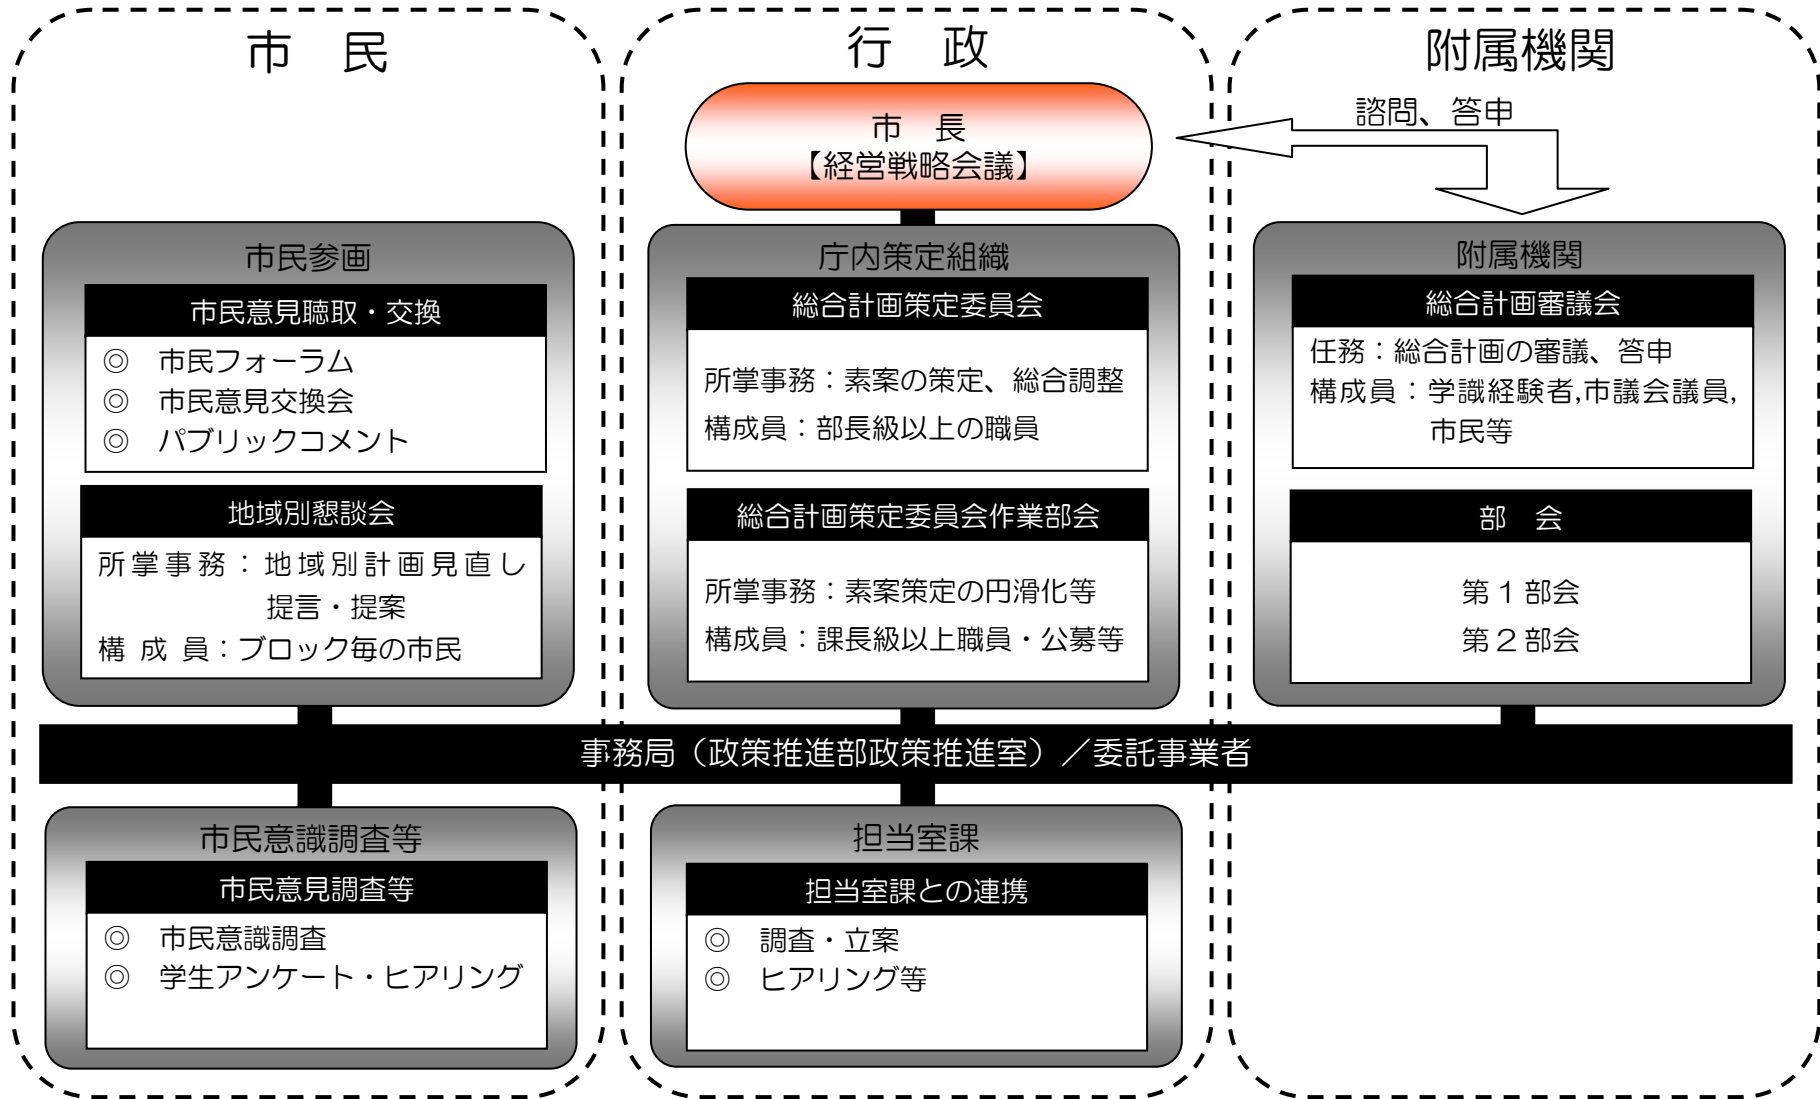 市　民
市民参画
市民意見聴取・交換
◎　市民フォーラム
◎　市民意見交換会
◎　パブリックコメント
地域別懇談会
所掌事務：地域別計画見直し
提言・提案
構 成 員：ブロック毎の市民
行　政
市　長
【経営戦略会議】
庁内策定組織
総合計画策定委員会
所掌事務：素案の策定、総合調整
構成員：部長級以上の職員
総合計画策定委員会作業部会
所掌事務：素案策定の円滑化等
構成員：課長級以上職員・公募等
附属機関
諮問、答申
附属機関
総合計画審議会
任務：総合計画の審議、答申
構成員：学識経験者,市議会議員,
市民等
部　会
第１部会
第２部会
事務局（政策推進部政策推進室）／委託事業者
市民意識調査等
市民意見調査等
◎　市民意識調査
◎　学生アンケート・ヒアリング
担当室課
担当室課との連携
◎　調査・立案
◎　ヒアリング等